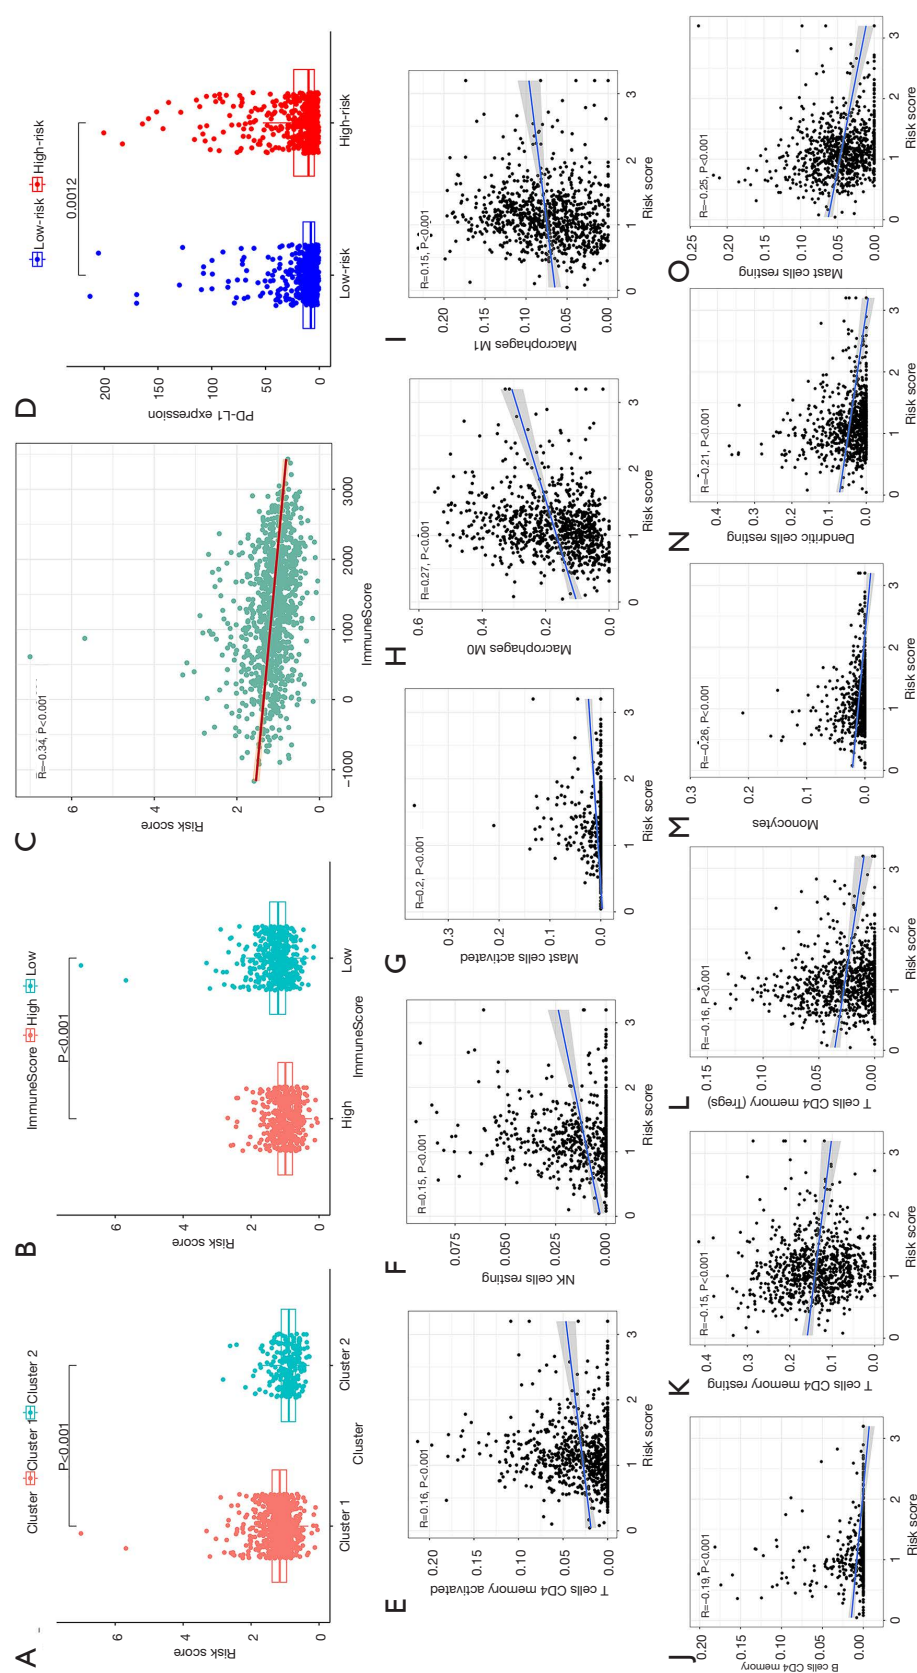 A
Cluster Cluster 1 Cluster 2
P<0.001
Risk score
6
4
2
0
Cluster 1 Cluster 2
Cluster
B
ImmuneScore High Low
P<0.001
Risk score
6
4
2
0
High Low
ImmuneScore
C
R=−0.34, P<0.001
Risk score
6
4
2
0
−1000 0 1000 2000 3000
ImmuneScore
D
Low-risk High-risk
0.0012
PD-L1 expression
200
150
100
50
0
Low-risk High-risk
E
R=0.16, P<0.001
T cells CD4 memory activated
0.20
0.15
0.10
0.05
0.00
0 1 2 3
Risk score
F
R=0.15, P<0.001
NK cells resting
0.075
0.050
0.025
0.000
0 1 2 3
Risk score
G
R=0.2, P<0.001
Mast cells activated
0.3
0.2
0.1
0.0
0 1 2 3
Risk score
H
R=0.27, P<0.001
Macrophages M0
0.6
0.4
0.2
0.0
0 1 2 3
Risk score
I
R=0.15, P<0.001
Macrophages M1
0.20
0.15
0.10
0.05
0.00
0 1 2 3
Risk score
J
R=−0.19, P<0.001
B cells CD4 memory
0.20
0.15
0.10
0.05
0.00
0 1 2 3
Risk score
K
R=−0.15, P<0.001
T cells CD4 memory resting
0.4
0.3
0.2
0.1
0.0
0 1 2 3
Risk score
L
R=−0.16, P<0.001
T cells CD4 memory (Tregs)
0.15
0.10
0.05
0.00
0 1 2 3
Risk score
M
R=−0.26, P<0.001
Monocytes
0.3
0.2
0.1
0.0
0 1 2 3
Risk score
N
R=−0.21, P<0.001
Dendritic cells resting
0.4
0.3
0.2
0.1
0.0
0 1 2 3
Risk score
O
R=−0.25, P<0.001
Mast cells resting
0.25
0.20
0.15
0.10
0.05
0.00
0 1 2 3
Risk score